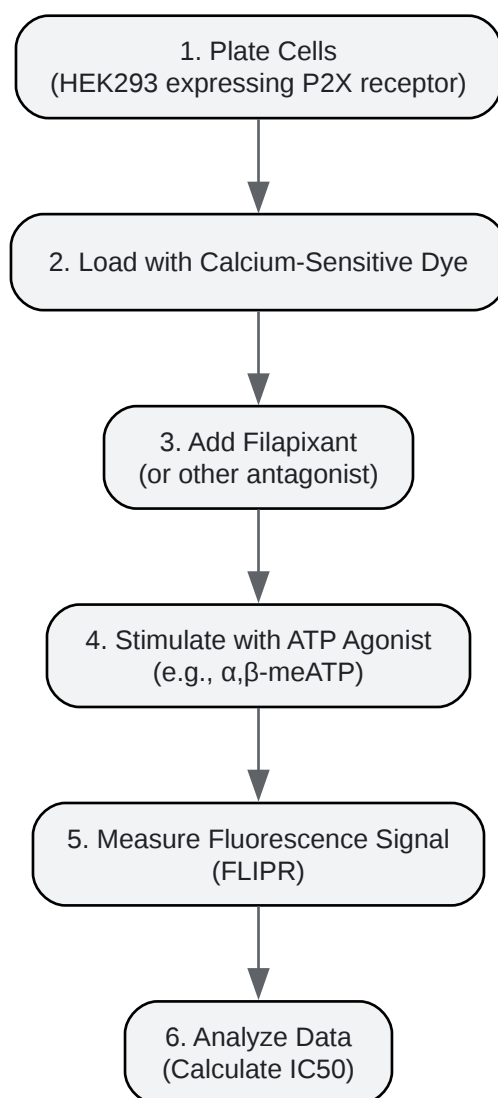 1. Plate Cells
(HEK293 expressing P2X receptor)
2. Load with Calcium-Sensitive Dye
3. Add Filapixant
(or other antagonist)
4. Stimulate with ATP Agonist
(e.g., α,β-meATP)
5. Measure Fluorescence Signal
(FLIPR)
6. Analyze Data
(Calculate IC50)